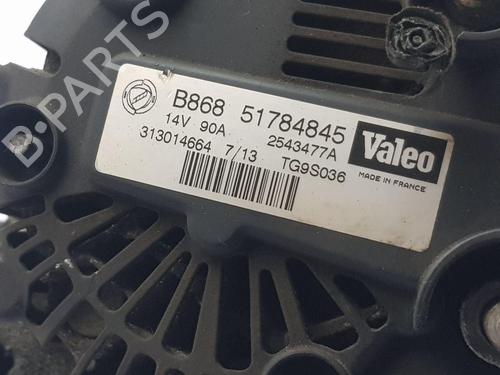 B-PARTS
B868 51784845
14V 90A 2543477A
313014664 7/13 TG9S036
Valeo
MADE IN FRANCE